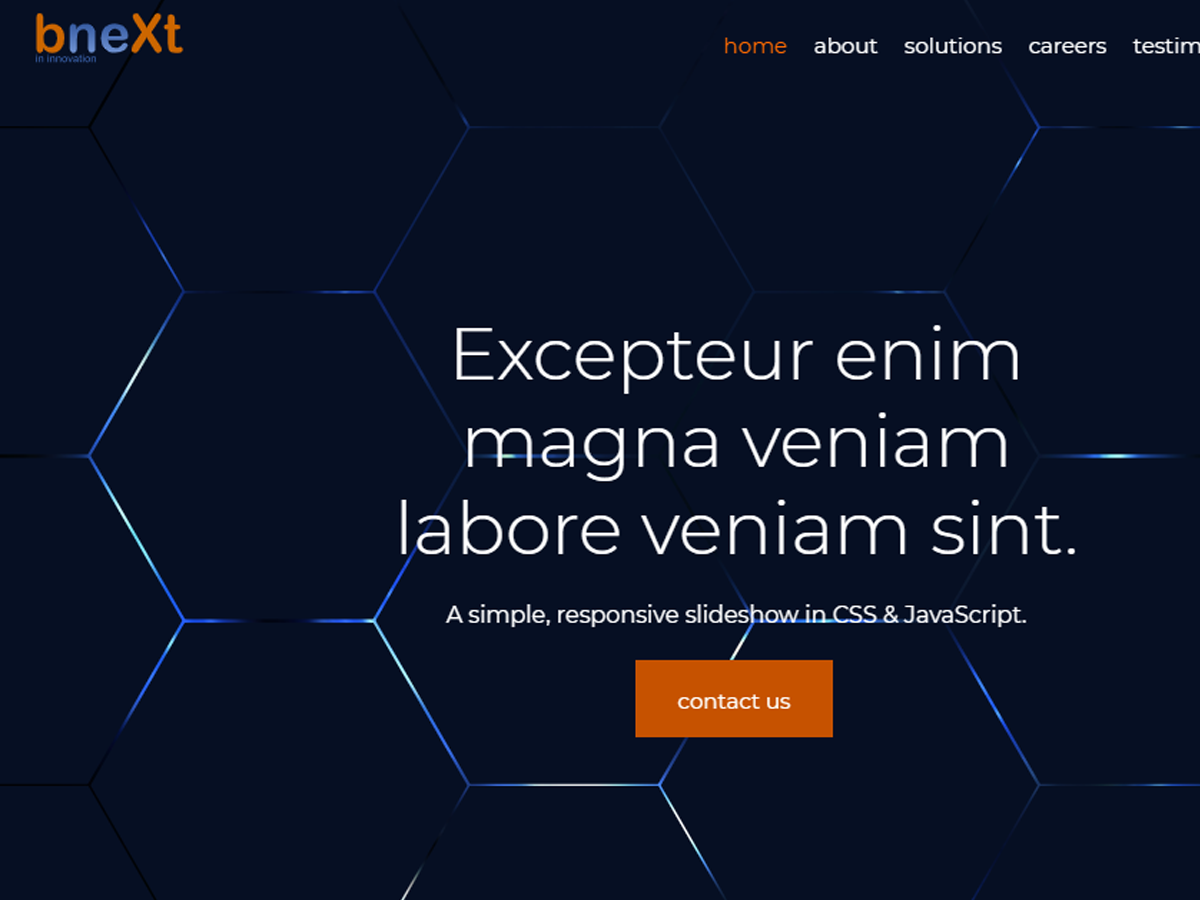 bneXt
in innovation
home about solutions careers testim
Excepteur enim
magna veniam
labore veniam sint.
A simple, responsive slideshow in CSS & JavaScript.
contact us